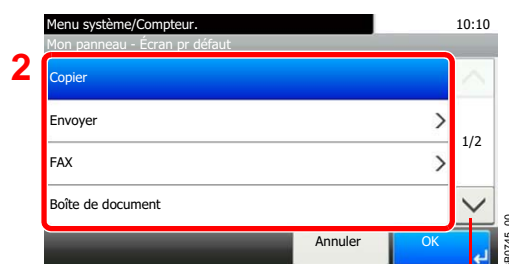 Menu système/Compteur. 10:10
Mon panneau - Écran pr défaut
2
Copier
Envoyer
1/2
FAX
Boîte de document
Annuler OK
B0745_00